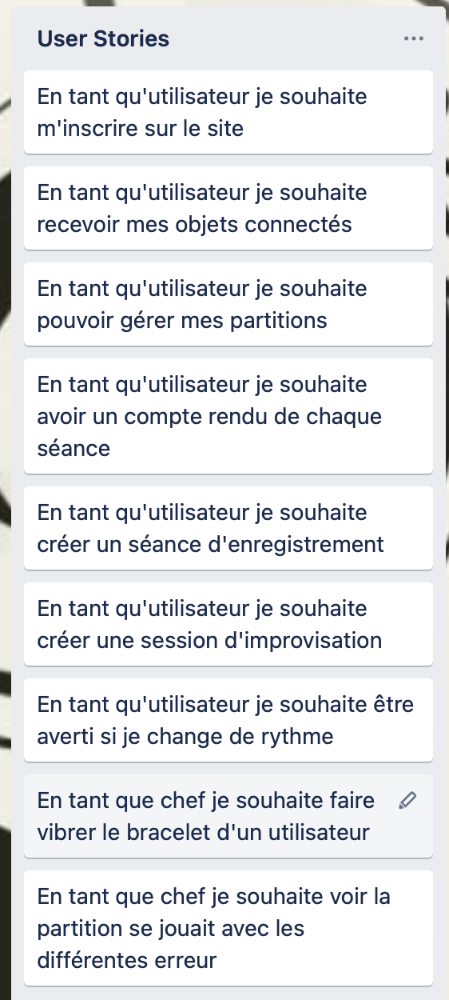 User Stories
En tant qu'utilisateur je souhaite
m'inscrire sur le site
En tant qu'utilisateur je souhaite
recevoir mes objets connectés
En tant qu'utilisateur je souhaite
pouvoir gérer mes partitions
En tant qu'utilisateur je souhaite
avoir un compte rendu de chaque
séance
En tant qu'utilisateur je souhaite
créer un séance d'enregistrement
En tant qu'utilisateur je souhaite
créer une session d'improvisation
En tant qu'utilisateur je souhaite être
averti si je change de rythme
En tant que chef je souhaite faire
vibrer le bracelet d'un utilisateur
En tant que chef je souhaite voir la
partition se jouait avec les
différentes erreur